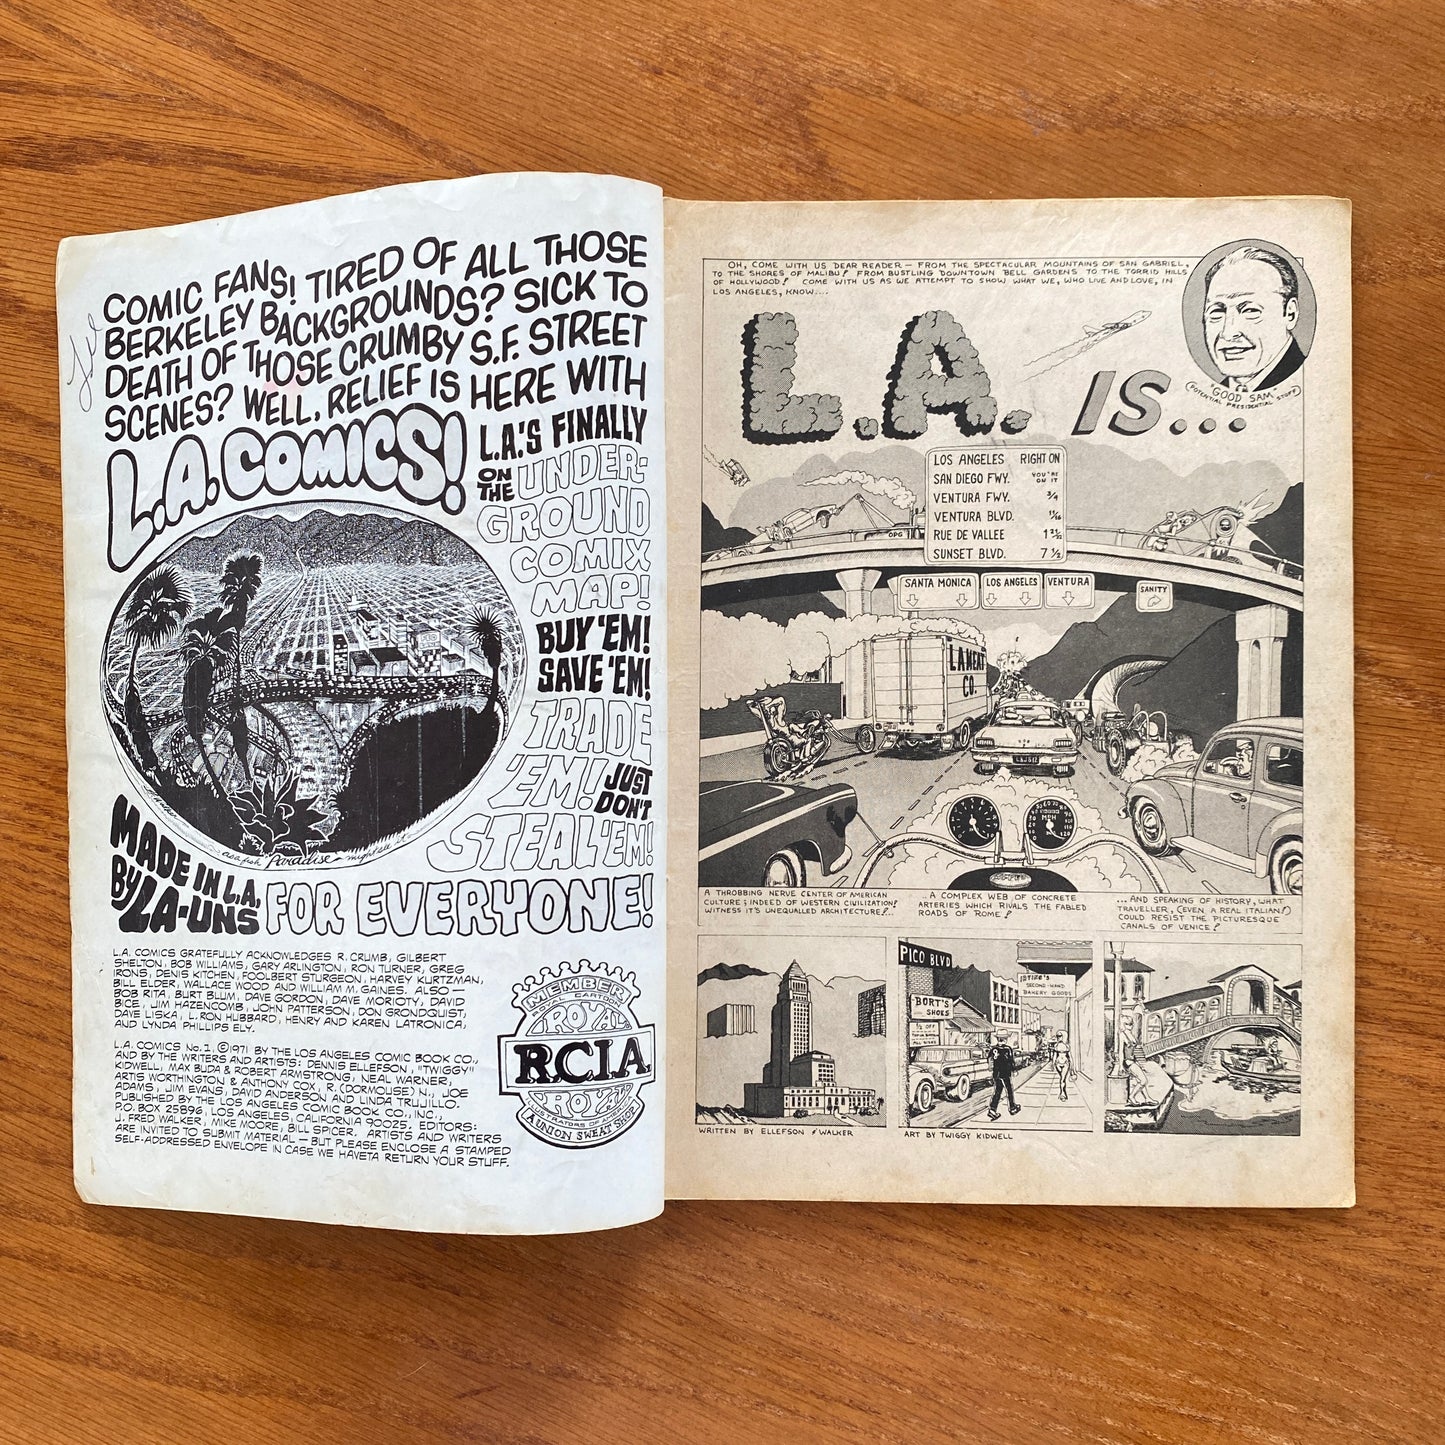 COMIC FANS! TIRED OF ALL THOSE
BERKELEY BACKGROUNDS? SICK TO
DEATH OF THOSE CRUMBY S.F. STREET
SCENES? WELL, RELIEF IS HERE WITH
L.A. COMICS!
L.A.'S FINALLY
ON THE UNDER-
GROUND
COMIX
MAP!
BUY 'EM!
SAVE 'EM!
TRADE
'EM! JUST
DON'T
STEAL 'EM!
MADE IN L.A.
BY LA-UNS
FOR EVERYONE!
L.A. COMICS GRATEFULLY ACKNOWLEDGES R. CRUMB, GILBERT
SHELTON, BOB WILLIAMS, GARY ARLINGTON, RON TURNER, GREG
IRONS, DENIS KITCHEN, FOOLBERT STURGEON, HARVEY KURTZMAN,
BILL ELDER, WALLACE WOOD AND WILLIAM M. GAINES. ALSO —
BOB RITA, BURT BLUM, DAVE GORDON, DAVE MORIOTY, DAVID
BICE, JIM HAZENCOMB, JOHN PATTERSON, DON GRONDQUIST,
DAVE LISKA, L. RON HUBBARD, HENRY AND KAREN LATRONICA,
AND LYNDA PHILLIPS ELY.
L.A. COMICS No. 1. ©1971 BY THE LOS ANGELES COMIC BOOK CO.,
AND BY THE WRITERS AND ARTISTS: DENNIS ELLEFSON, "TWIGGY"
KIDWELL, MAX BUDA & ROBERT ARMSTRONG, NEAL WARNER,
ARTIS WORTHINGTON & ANTHONY COX, R. (DORMOUSE) N., JOE
ADAMS, JIM EVANS, DAVID ANDERSON AND LINDA TRUJILLO.
PUBLISHED BY THE LOS ANGELES COMIC BOOK CO., INC.,
P.O. BOX 25898, LOS ANGELES, CALIFORNIA 90025. EDITORS:
J. FRED WALKER, MIKE MOORE, BILL SPICER. ARTISTS AND WRITERS
ARE INVITED TO SUBMIT MATERIAL — BUT PLEASE ENCLOSE A STAMPED
SELF-ADDRESSED ENVELOPE IN CASE WE HAVETA RETURN YOUR STUFF.
MEMBER
ROYAL CARTOON
ROYAL
R.C.I.A.
A UNION SWEAT SHOP
OH, COME WITH US DEAR READER — FROM THE SPECTACULAR MOUNTAINS OF SAN GABRIEL,
TO THE SHORES OF MALIBU! FROM BUSTLING DOWNTOWN BELL GARDENS TO THE TORRID HILLS
OF HOLLYWOOD! COME WITH US AS WE ATTEMPT TO SHOW WHAT WE, WHO LIVE AND LOVE, IN
LOS ANGELES, KNOW....
"GOOD SAM"
(POTENTIAL PRESIDENTIAL STUFF)
L.A. IS...
LOS ANGELES RIGHT ON
SAN DIEGO FWY. YOU'RE ON IT
VENTURA FWY. 3/4
VENTURA BLVD.
RUE DE VALLEE
SUNSET BLVD. 7 1/2
OPG
SANTA MONICA
LOS ANGELES
VENTURA
SANITY
LA MEAT
CO.
MPH
A THROBBING NERVE CENTER OF AMERICAN
CULTURE; INDEED OF WESTERN CIVILIZATION!
WITNESS ITS UNEQUALLED ARCHITECTURE!...
..A COMPLEX WEB OF CONCRETE
ARTERIES WHICH RIVALS THE FABLED
ROADS OF ROME!
...AND SPEAKING OF HISTORY, WHAT
TRAVELLER, (EVEN A REAL ITALIAN!)
COULD RESIST THE PICTURESQUE
CANALS OF VENICE!
PICO BLVD
BORT'S
SHOES
1/2 OFF
SECOND-HAND
BAKERY GOODS
WRITTEN BY ELLEFSON & WALKER
ART BY TWIGGY KIDWELL